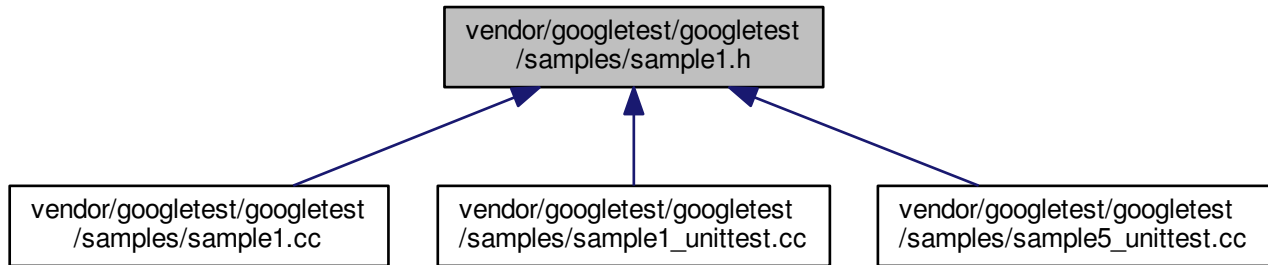 vendor/googletest/googletest
/samples/sample1.h
vendor/googletest/googletest
/samples/sample1.cc
vendor/googletest/googletest
/samples/sample1_unittest.cc
vendor/googletest/googletest
/samples/sample5_unittest.cc